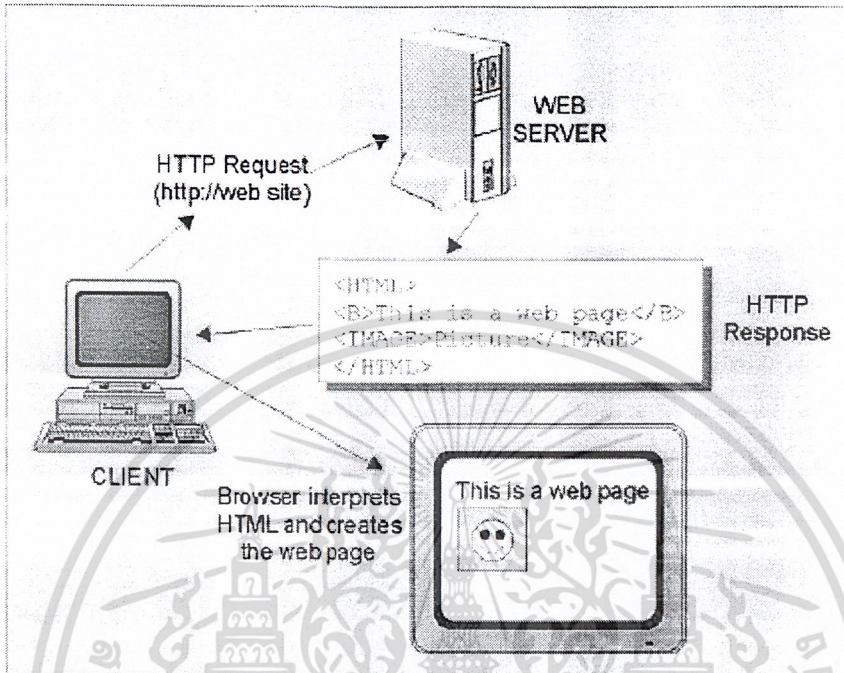 WEB
SERVER
HTTP Request
(http://web site)
<HTML>
<B>This is a web page</B>
<IMAGE>Picture</IMAGE>
</HTML>
HTTP
Response
CLIENT
Browser interprets
HTML and creates
the web page
This is a web page